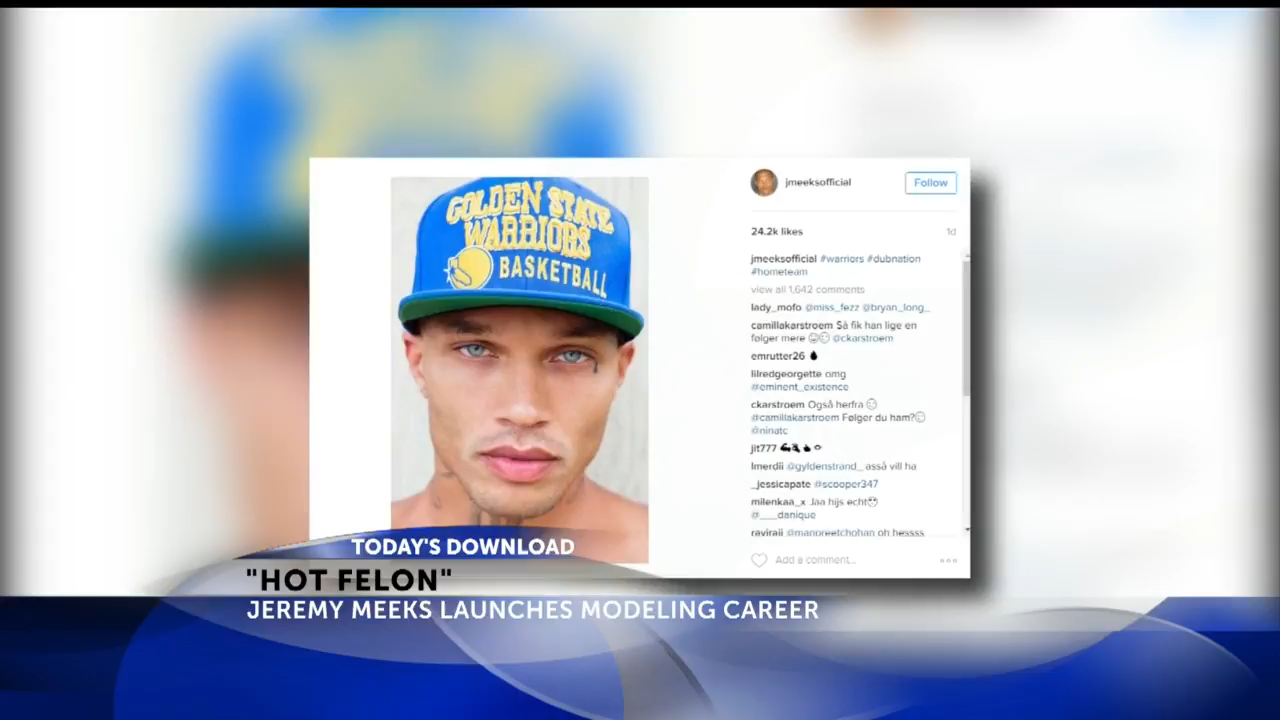 GOLDEN STATE
WARRIORS
BASKETBALL
jmeeksofficial
Follow
24.2k likes
1d
jmeeksofficial #warriors #dubnation
#hometeam
view all 1,642 comments
lady_mofo @miss_fezz @bryan_long_
camillakarstroem Så fik han lige en
følger mere @ckarstroem
emrutter26
lilredgeorgette omg
@eminent_existence
ckarstroem Også herfra
@camillakarstroem Følger du ham?
@ninatc
jit777
lmerdii @gyldenstrand_ asså vill ha
_jessicapate @scooper347
milenkaa_x Jaa hijs echt
@___danique
raviraii @manpreetchohan ph hessss
Add a comment...
TODAY'S DOWNLOAD
"HOT FELON"
JEREMY MEEKS LAUNCHES MODELING CAREER